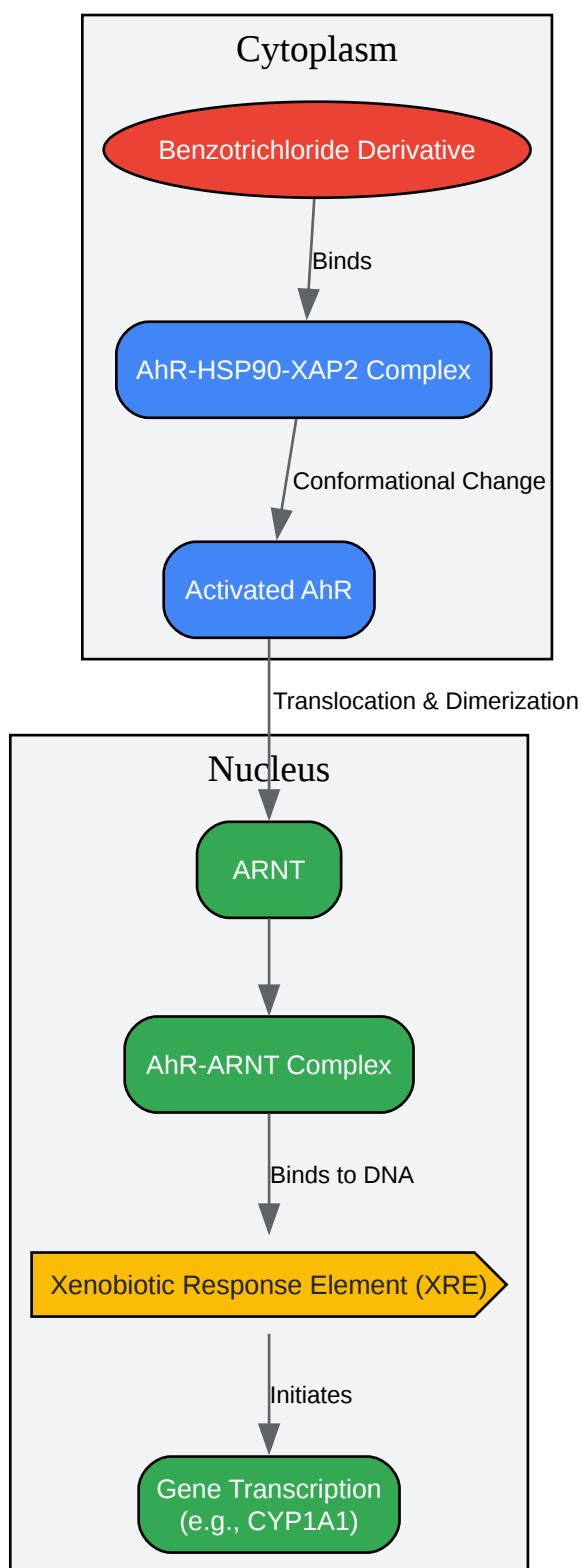 Cytoplasm
Benzotrichloride Derivative
Binds
AhR-HSP90-XAP2 Complex
Conformational Change
Activated AhR
Translocation & Dimerization
Nucleus
ARNT
AhR-ARNT Complex
Binds to DNA
Xenobiotic Response Element (XRE)
Initiates
Gene Transcription
(e.g., CYP1A1)